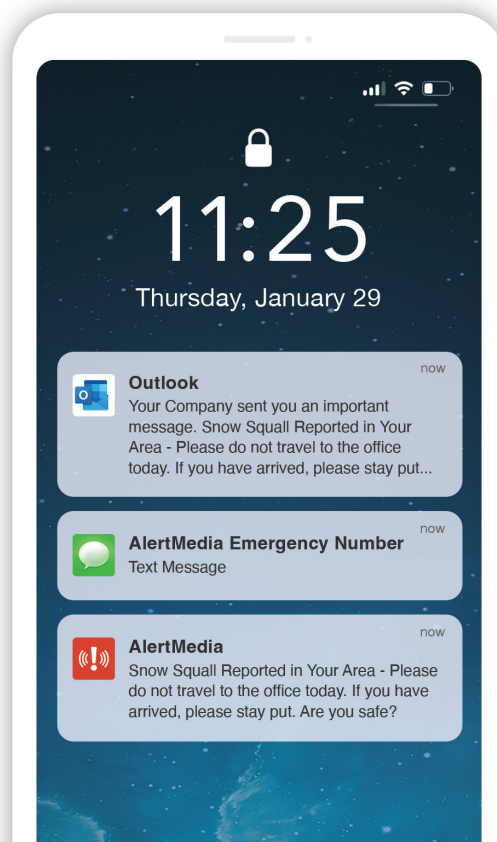 11:25
Thursday, January 29
now
Outlook
Your Company sent you an important
message. Snow Squall Reported in Your
Area - Please do not travel to the office
today. If you have arrived, please stay put...
now
AlertMedia Emergency Number
Text Message
now
AlertMedia
Snow Squall Reported in Your Area - Please
do not travel to the office today. If you have
arrived, please stay put. Are you safe?